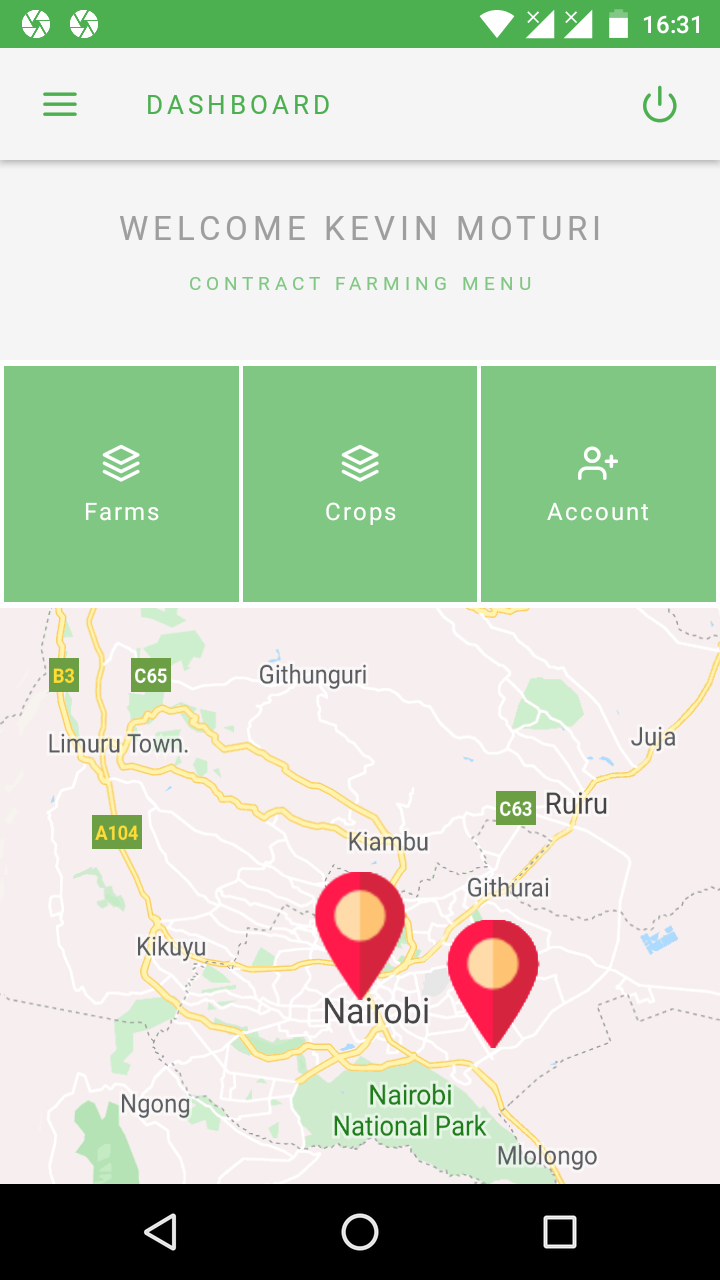 16:31
DASHBOARD
WELCOME KEVIN MOTURI
CONTRACT FARMING MENU
Farms
Crops
Account
B3
C65
Githunguri
Limuru Town.
Juja
C63
Ruiru
A104
Kiambu
Githurai
Kikuyu
Nairobi
Ngong
Nairobi
National Park
Mlolongo